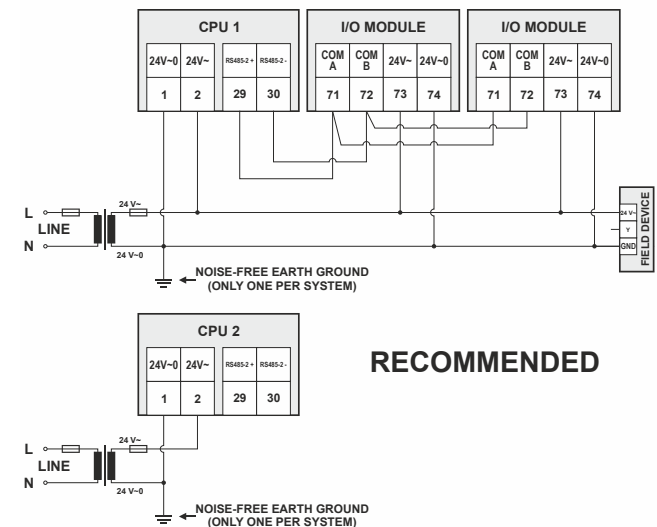 CPU 1
24V~0 24V~ RS485-2 + RS485-2 -
1 2 29 30
I/O MODULE
COM A COM B 24V~ 24V~0
71 72 73 74
I/O MODULE
COM A COM B 24V~ 24V~0
71 72 73 74
L
LINE
N
24 V~
24 V~0
24 V~
Y
GND
FIELD DEVICE
NOISE-FREE EARTH GROUND
(ONLY ONE PER SYSTEM)
CPU 2
24V~0 24V~ RS485-2 + RS485-2 -
1 2 29 30
RECOMMENDED
L
LINE
N
24 V~
24 V~0
NOISE-FREE EARTH GROUND
(ONLY ONE PER SYSTEM)